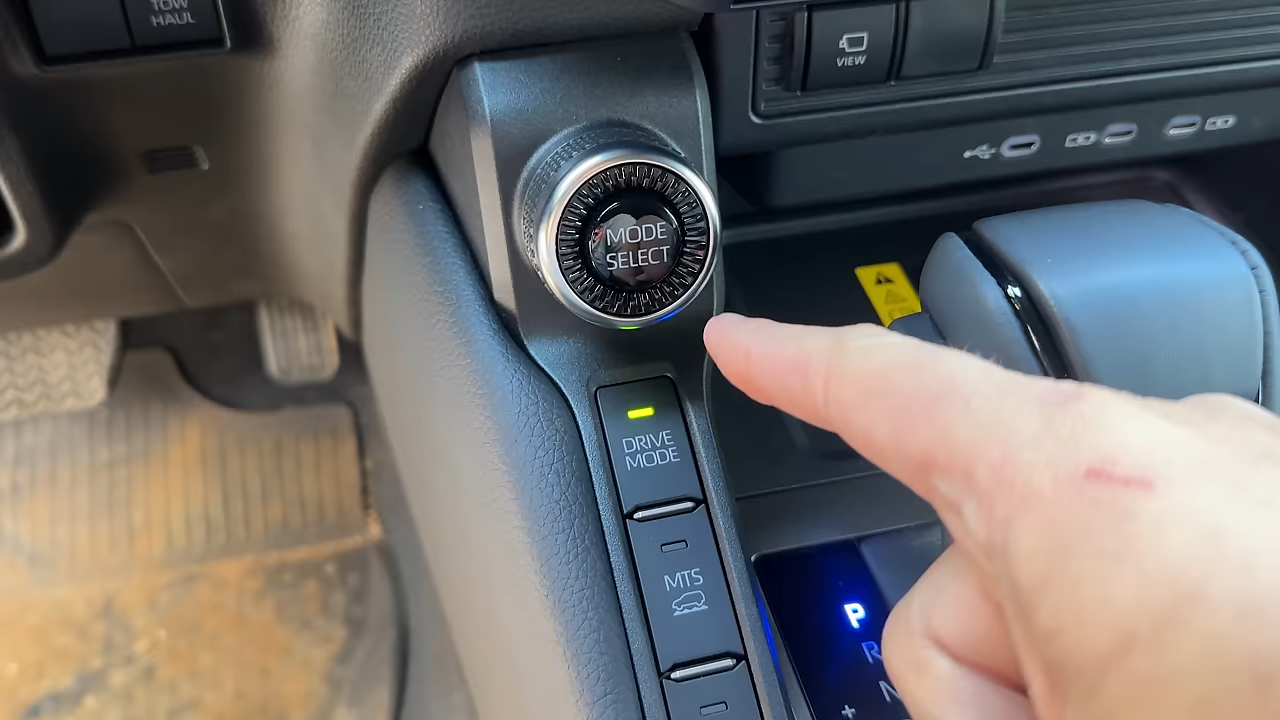 TOW
HAUL
VIEW
MODE
SELECT
DRIVE
MODE
MTS
P
R
N
+